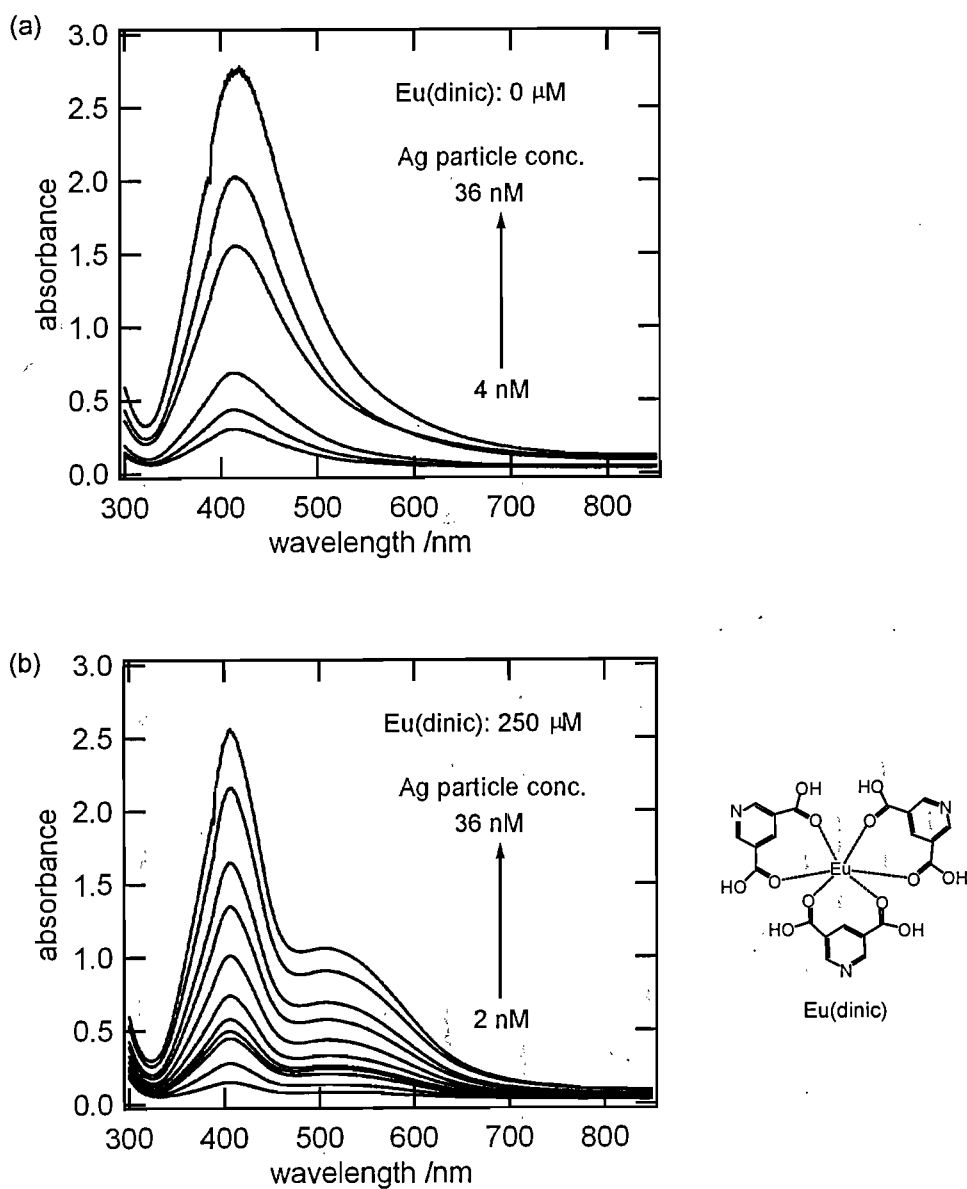 (a)
3.0
2.5
2.0
1.5
1.0
0.5
0.0
absorbance
Eu(dinic): 0 μM
Ag particle conc.
36 nM
4 nM
300 400 500 600 700 800
wavelength /nm
(b)
3.0
2.5
2.0
1.5
1.0
0.5
0.0
absorbance
Eu(dinic): 250 μM
Ag particle conc.
36 nM
2 nM
300 400 500 600 700 800
wavelength /nm
OH HO
N O O N
Eu
HO O O OH
O O
HO OH
N
Eu(dinic)